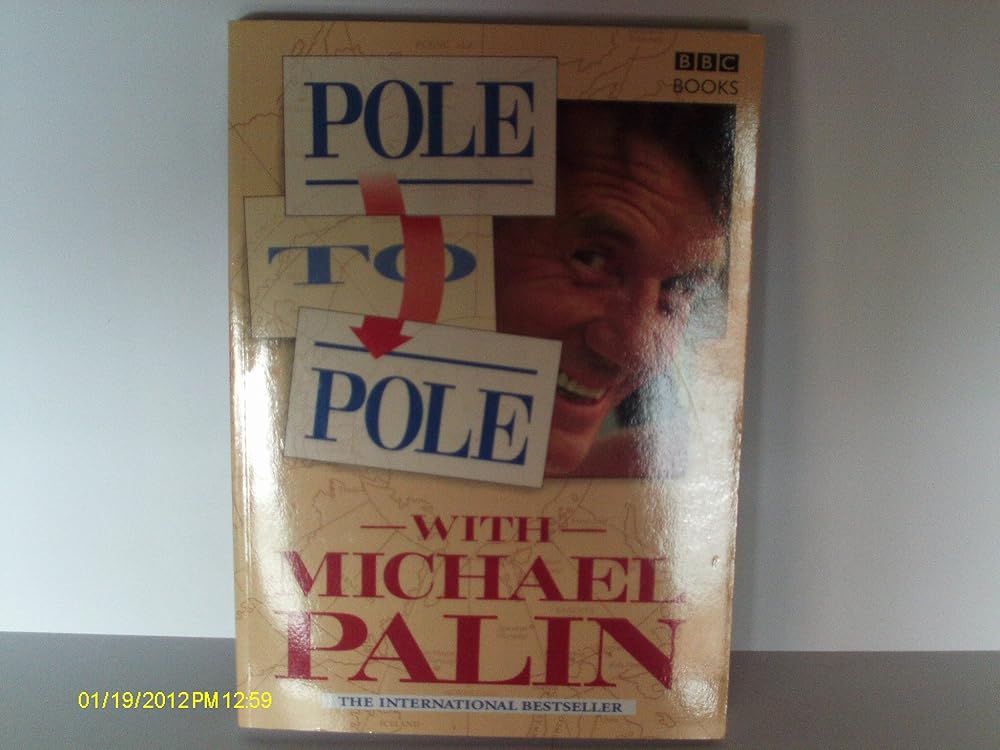 BBC
BOOKS
POLE
TO
POLE
— WITH —
MICHAEL
PALIN
THE INTERNATIONAL BESTSELLER
01/19/2012PM12:59